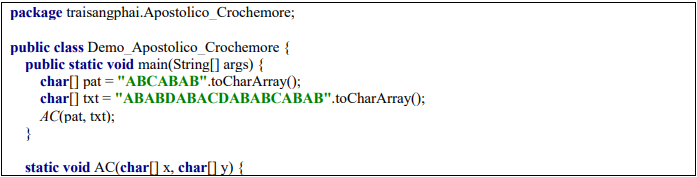 package traisangphai.Apostolico_Crochemore;
public class Demo_Apostolico_Crochemore {
public static void main(String[] args) {
char[] pat = "ABCABAB".toCharArray();
char[] txt = "ABABDABACDABABCABAB".toCharArray();
AC(pat, txt);
}
static void AC(char[] x, char[] y) {